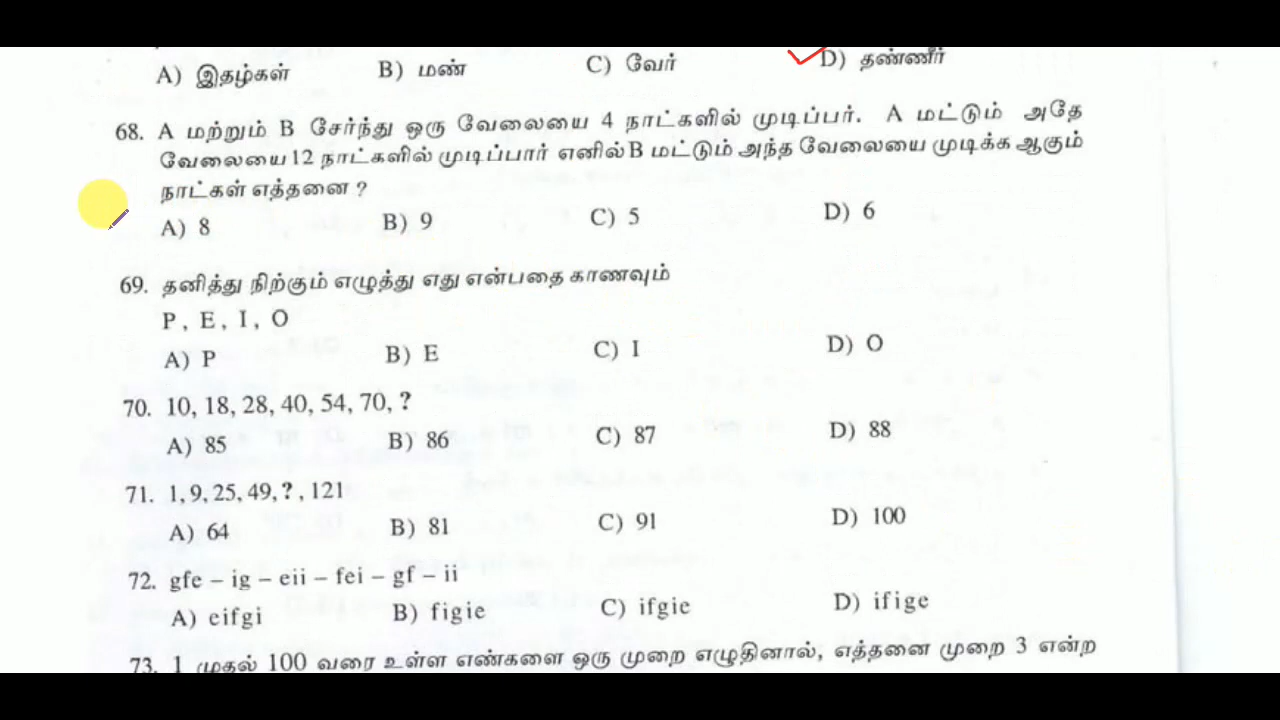 A) இதழ்கள் B) மண் C) வேர் D) தண்ணீர்
68. A மற்றும் B சேர்ந்து ஒரு வேலையை 4 நாட்களில் முடிப்பர். A மட்டும் அதே
வேலையை 12 நாட்களில் முடிப்பார் எனில் B மட்டும் அந்த வேலையை முடிக்க ஆகும்
நாட்கள் எத்தனை ?
A) 8 B) 9 C) 5 D) 6
69. தனித்து நிற்கும் எழுத்து எது என்பதை காணவும்
P , E , I , O
A) P B) E C) I D) O
70. 10, 18, 28, 40, 54, 70, ?
A) 85 B) 86 C) 87 D) 88
71. 1, 9, 25, 49, ? , 121
A) 64 B) 81 C) 91 D) 100
72. gfe – ig – eii – fei – gf – ii
A) eifgi B) figie C) ifgie D) ifige
73. 1 முதல் 100 வரை உள்ள எண்களை ஒரு முறை எழுதினால், எத்தனை முறை 3 என்ற